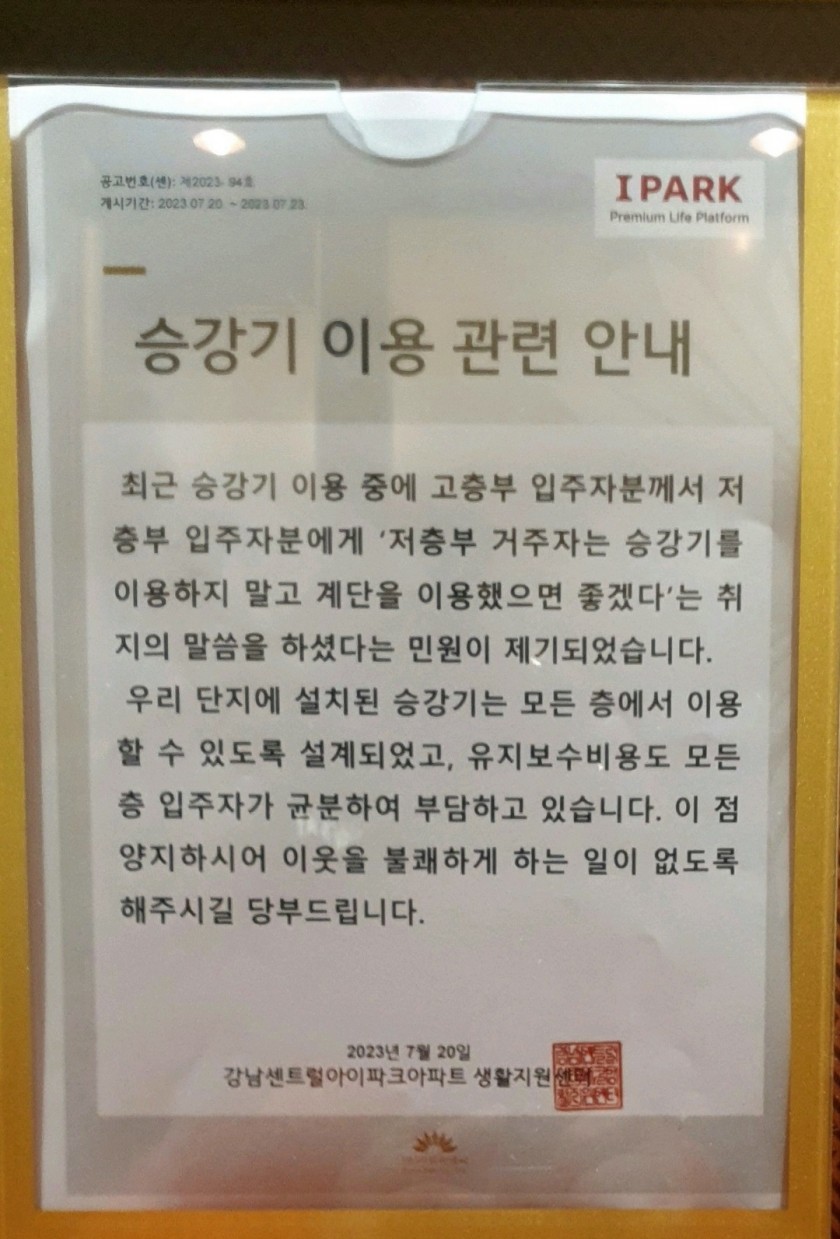 공고번호(센): 제2023- 94호
게시기간: 2023.07.20. ~ 2023.07.23.
I PARK
Premium Life Platform
승강기 이용 관련 안내
최근 승강기 이용 중에 고층부 입주자분께서 저
층부 입주자분에게 ‘저층부 거주자는 승강기를
이용하지 말고 계단을 이용했으면 좋겠다’는 취
지의 말씀을 하셨다는 민원이 제기되었습니다.
우리 단지에 설치된 승강기는 모든 층에서 이용
할 수 있도록 설계되었고, 유지보수비용도 모든
층 입주자가 균분하여 부담하고 있습니다. 이 점
양지하시어 이웃을 불쾌하게 하는 일이 없도록
해주시길 당부드립니다.
2023년 7월 20일
강남센트럴아이파크아파트 생활지원센터